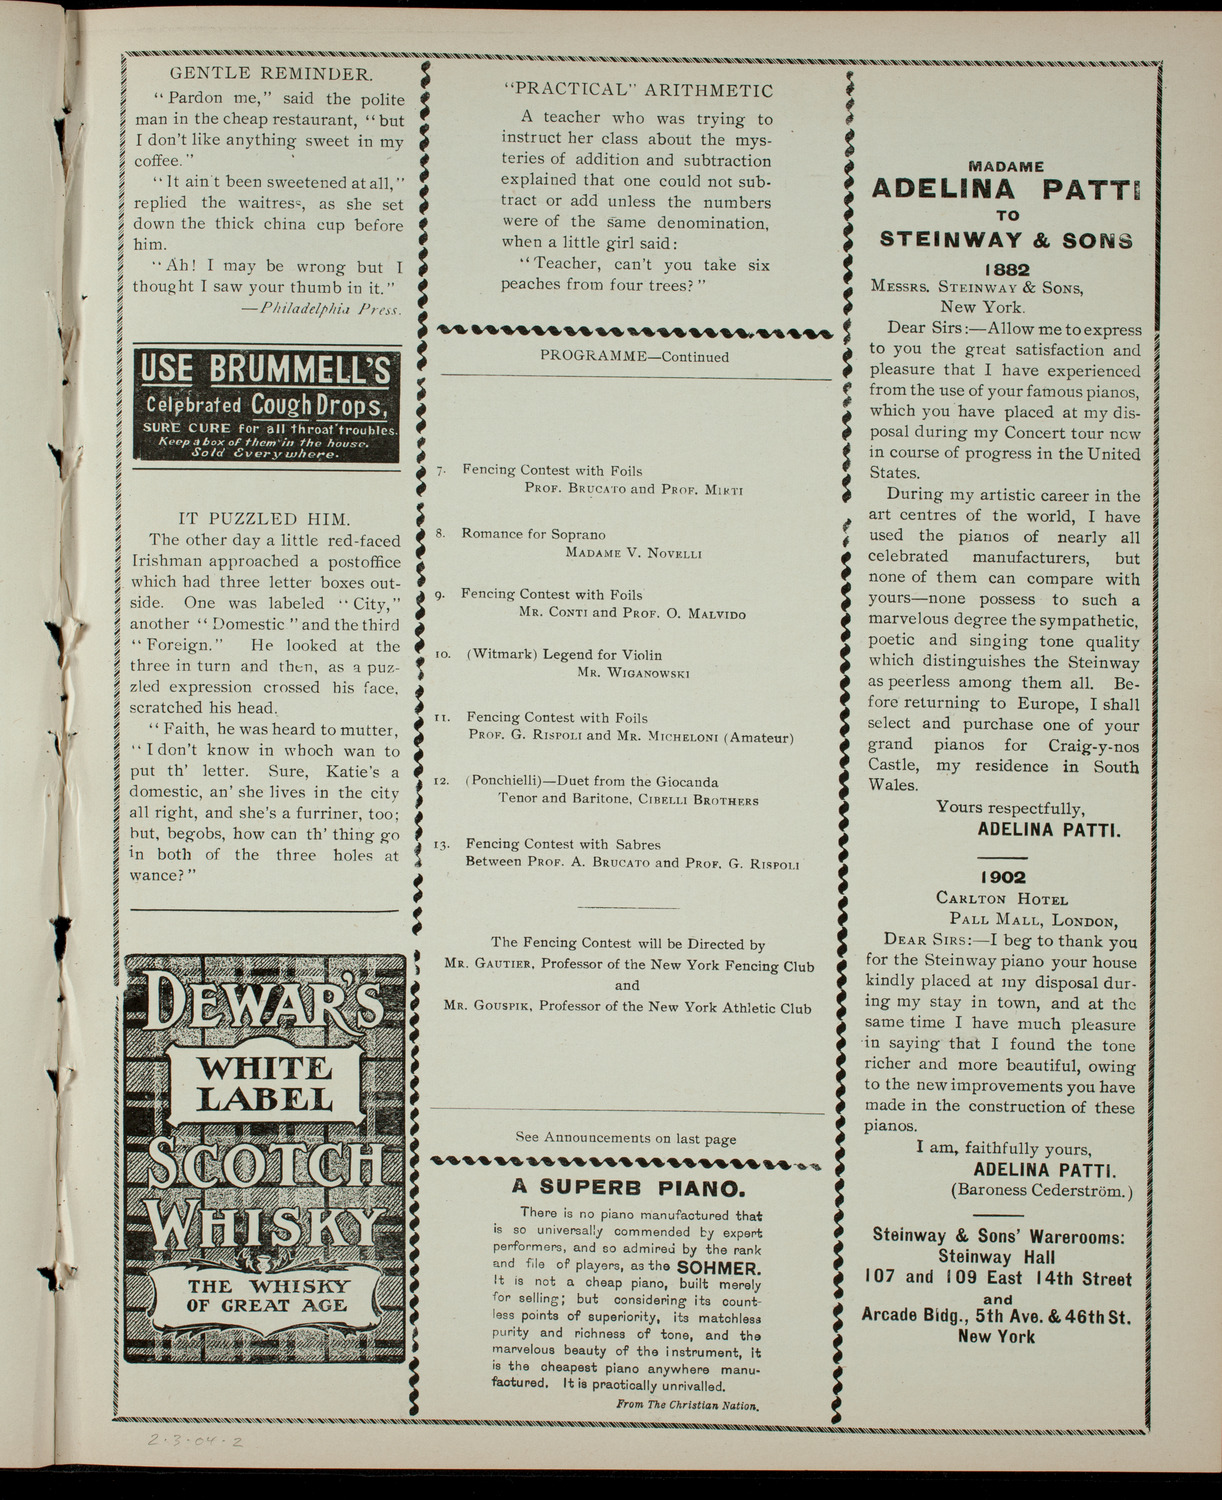 GENTLE REMINDER.
“ Pardon me,” said the polite
man in the cheap restaurant, “ but
I don’t like anything sweet in my
coffee.”
“ It ain’t been sweetened at all,”
replied the waitress, as she set
down the thick china cup before
him.
“Ah! I may be wrong but I
thought I saw your thumb in it.”
—Philadelphia Press.
USE BRUMMELL’S
Celebrated Cough Drops,
SURE CURE for all throat troubles.
Keep a box of them in the house.
Sold Everywhere.
IT PUZZLED HIM.
The other day a little red-faced
Irishman approached a postoffice
which had three letter boxes out-
side. One was labeled “ City,”
another “ Domestic ” and the third
“ Foreign.” He looked at the
three in turn and then, as a puz-
zled expression crossed his face,
scratched his head.
“ Faith, he was heard to mutter,
“ I don’t know in whoch wan to
put th’ letter. Sure, Katie’s a
domestic, an’ she lives in the city
all right, and she’s a furriner, too;
but, begobs, how can th’ thing go
in both of the three holes at
wance? ”
DEWAR’S
WHITE
LABEL
SCOTCH
WHISKY
THE WHISKY
OF GREAT AGE
“PRACTICAL” ARITHMETIC
A teacher who was trying to
instruct her class about the mys-
teries of addition and subtraction
explained that one could not sub-
tract or add unless the numbers
were of the same denomination,
when a little girl said:
“Teacher, can’t you take six
peaches from four trees? ”
PROGRAMME—Continued
7. Fencing Contest with Foils
PROF. BRUCATO and PROF. MIRTI
8. Romance for Soprano
MADAME V. NOVELLI
9. Fencing Contest with Foils
MR. CONTI and PROF. O. MALVIDO
10. (Witmark) Legend for Violin
MR. WIGANOWSKI
11. Fencing Contest with Foils
PROF. G. RISPOLI and MR. MICHELONI (Amateur)
12. (Ponchielli)—Duet from the Giocanda
Tenor and Baritone, CIBELLI BROTHERS
13. Fencing Contest with Sabres
Between PROF. A. BRUCATO and PROF. G. RISPOLI
The Fencing Contest will be Directed by
MR. GAUTIER, Professor of the New York Fencing Club
and
MR. GOUSPIK, Professor of the New York Athletic Club
See Announcements on last page
A SUPERB PIANO.
There is no piano manufactured that
is so universally commended by expert
performers, and so admired by the rank
and file of players, as the SOHMER.
It is not a cheap piano, built merely
for selling; but considering its count-
less points of superiority, its matchless
purity and richness of tone, and the
marvelous beauty of the instrument, it
is the cheapest piano anywhere manu-
factured. It is practically unrivalled.
From The Christian Nation.
MADAME
ADELINA PATTI
TO
STEINWAY & SONS
1882
MESSRS. STEINWAY & SONS,
New York.
Dear Sirs:—Allow me to express
to you the great satisfaction and
pleasure that I have experienced
from the use of your famous pianos,
which you have placed at my dis-
posal during my Concert tour now
in course of progress in the United
States.
During my artistic career in the
art centres of the world, I have
used the pianos of nearly all
celebrated manufacturers, but
none of them can compare with
yours—none possess to such a
marvelous degree the sympathetic,
poetic and singing tone quality
which distinguishes the Steinway
as peerless among them all. Be-
fore returning to Europe, I shall
select and purchase one of your
grand pianos for Craig-y-nos
Castle, my residence in South
Wales.
Yours respectfully,
ADELINA PATTI.
1902
CARLTON HOTEL
PALL MALL, LONDON,
DEAR SIRS:—I beg to thank you
for the Steinway piano your house
kindly placed at my disposal dur-
ing my stay in town, and at the
same time I have much pleasure
in saying that I found the tone
richer and more beautiful, owing
to the new improvements you have
made in the construction of these
pianos.
I am, faithfully yours,
ADELINA PATTI.
(Baroness Cederström.)
Steinway & Sons’ Warerooms:
Steinway Hall
107 and 109 East 14th Street
and
Arcade Bldg., 5th Ave. & 46th St.
New York
2·3·04·2